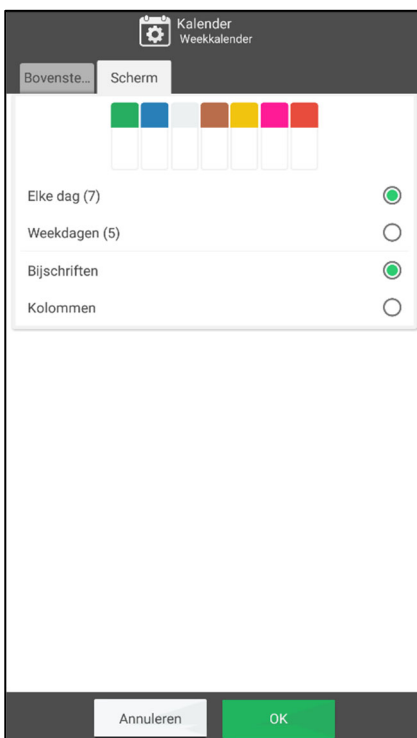 Kalender
Weekkalender
Bovenste...
Scherm
Elke dag (7)
Weekdagen (5)
Bijschriften
Kolommen
Annuleren
OK